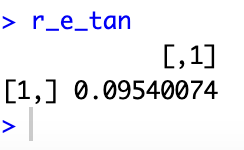 > r_e_tan
[,1]
[1,] 0.09540074
>